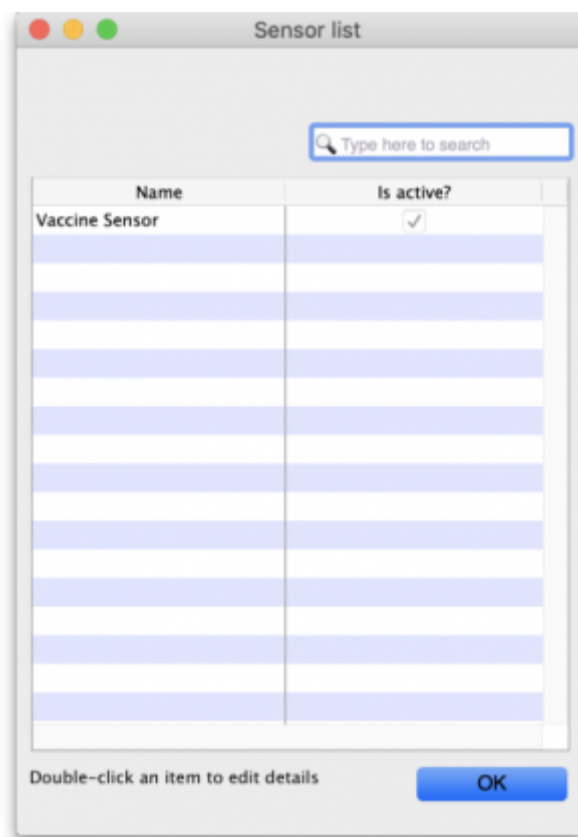 Sensor list
Type here to search
Name Is active?
Vaccine Sensor
Double-click an item to edit details OK